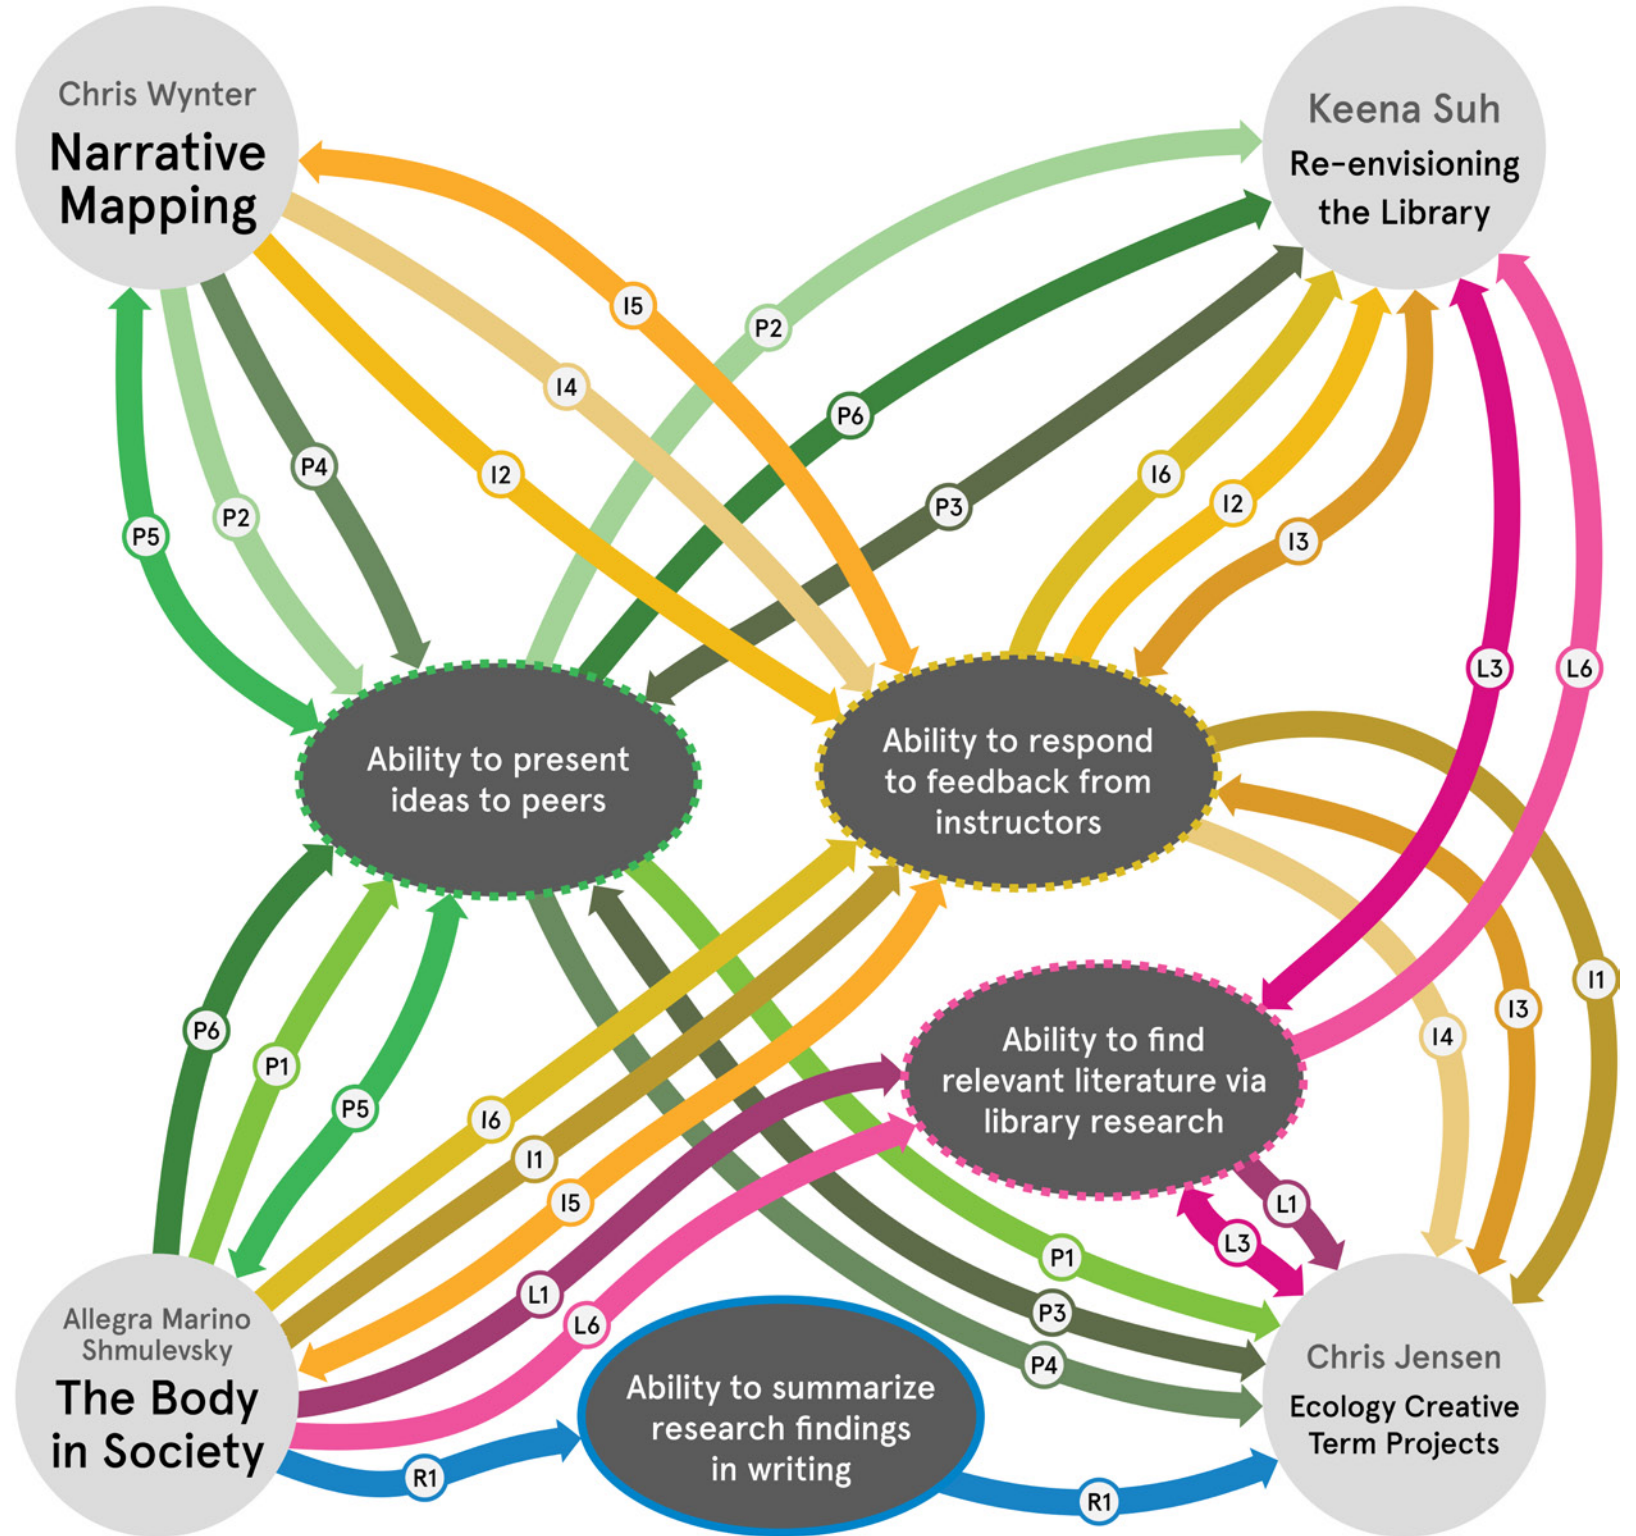 Chris Wynter
Narrative
Mapping
Keena Suh
Re-envisioning
the Library
I5
P2
I4
P6
P4
I2
I6
I2
P3
P2
P5
I3
L3
L6
Ability to present
ideas to peers
Ability to respond
to feedback from
instructors
I1
I3
P6
I4
P1
Ability to find
relevant literature via
library research
P5
I6
I1
I5
L1
L3
P1
L1
P3
L6
P4
Allegra Marino
Shmulevsky
The Body
in Society
Ability to summarize
research findings
in writing
Chris Jensen
Ecology Creative
Term Projects
R1
R1